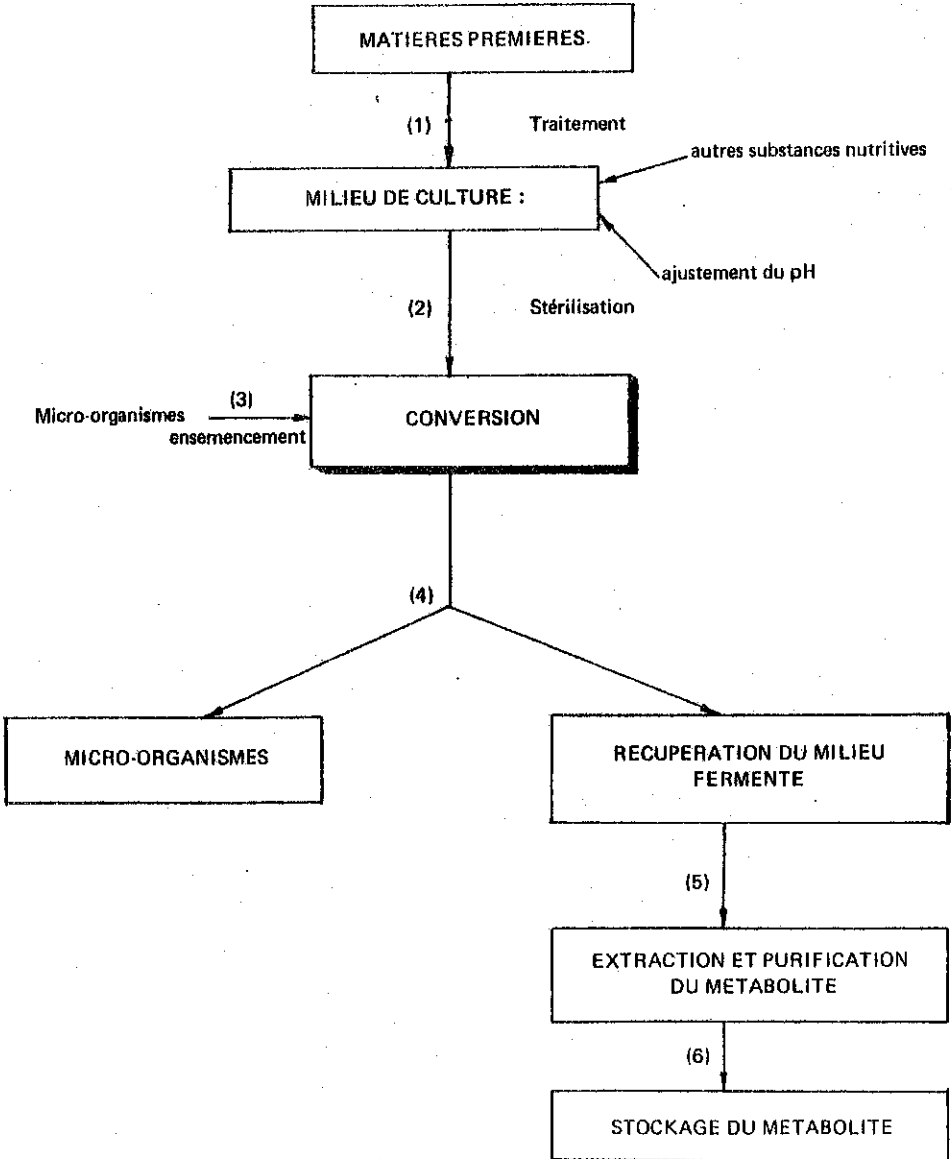 MATIERES PREMIERES.
(1) Traitement
autres substances nutritives
MILIEU DE CULTURE :
ajustement du pH
(2) Stérilisation
(3)
Micro-organismes
ensemencement
CONVERSION
(4)
MICRO-ORGANISMES
RECUPERATION DU MILIEU
FERMENTE
(5)
EXTRACTION ET PURIFICATION
DU METABOLITE
(6)
STOCKAGE DU METABOLITE